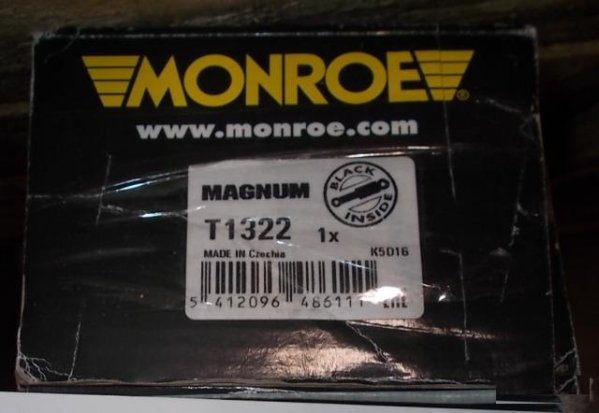 MONROE®
www.monroe.com
MAGNUM
BLACK INSIDE
T1322 1x
MADE IN Czechia K5D16
5 412096 486111